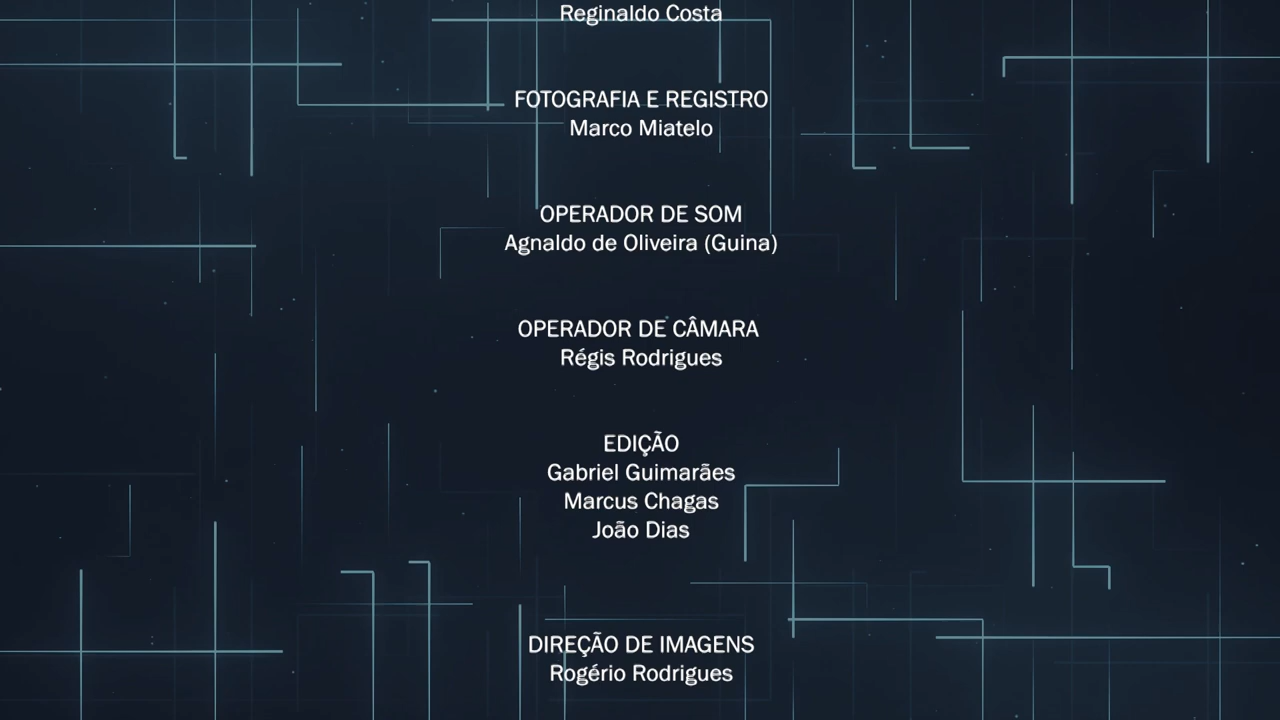 Reginaldo Costa
FOTOGRAFIA E REGISTRO
Marco Miatelo
OPERADOR DE SOM
Agnaldo de Oliveira (Guina)
OPERADOR DE CÂMARA
Régis Rodrigues
EDIÇÃO
Gabriel Guimarães
Marcus Chagas
João Dias
DIREÇÃO DE IMAGENS
Rogério Rodrigues